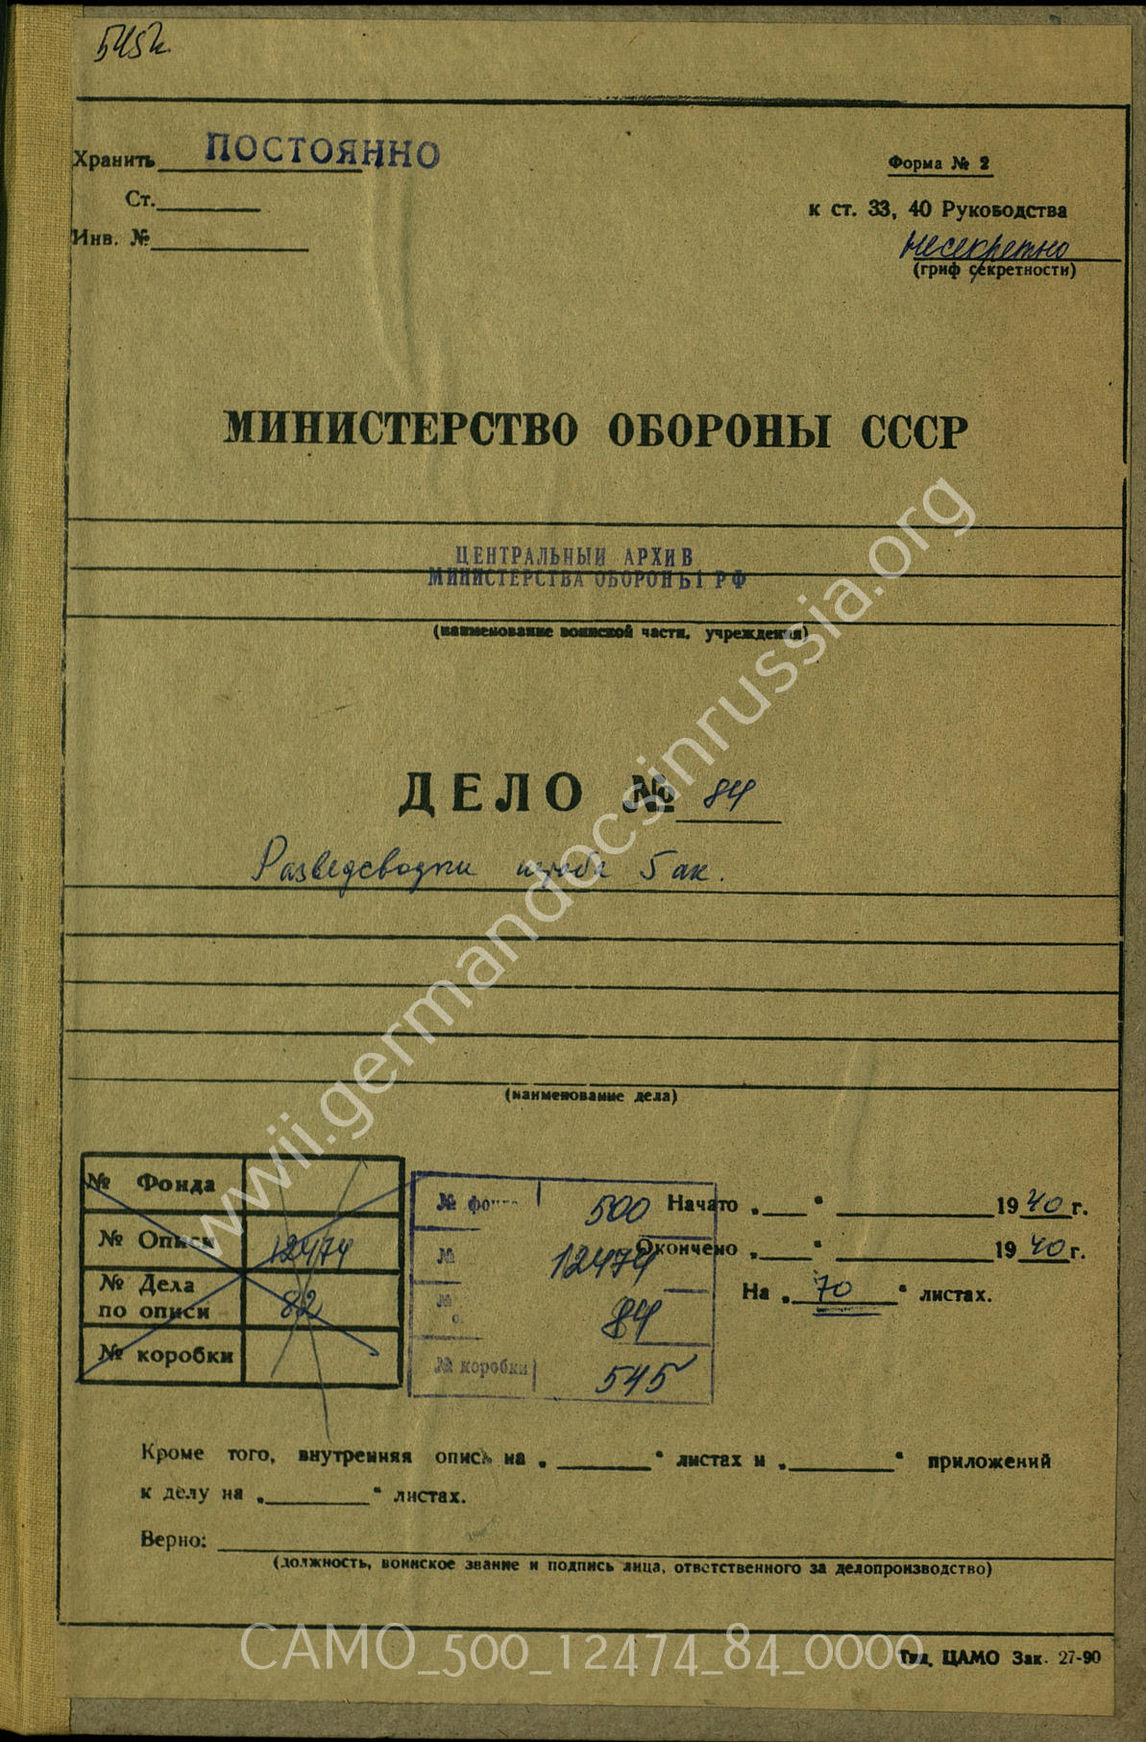 545
Хранить ПОСТОЯННО
Форма № 2
Ст.
к ст. 33, 40 Руководства
Инв. №
несекретно
(гриф секретности)
МИНИСТЕРСТВО ОБОРОНЫ СССР
ЦЕНТРАЛЬНЫЙ АРХИВ
МИНИСТЕРСТВА ОБОРОНЫ РФ
(наименование воинской части, учреждения)
ДЕЛО № 84
Разведсводки штаба 5 ак.
(наименование дела)
№ Фонда
№ Описи 12474
№ Дела
по описи 82
№ коробки
№ фонда 500
№ 12474
№ 84
№ коробки 545
Начато „ “ 1940 г.
Окончено „ “ 1940 г.
На „ 70 “ листах.
Кроме того, внутренняя опись на „ “ листах и „ “ приложений
к делу на „ “ листах.
Верно:
(должность, воинское звание и подпись лица, ответственного за делопроизводство)
Тип. ЦАМО Зак. 27-90
www.germandocsinrussia.org
CAMO_500_12474_84_0000